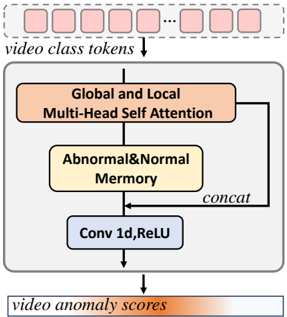 ...
video class tokens
Global and Local
Multi-Head Self Attention
Abnormal&Normal
Mermory
concat
Conv 1d,ReLU
video anomaly scores